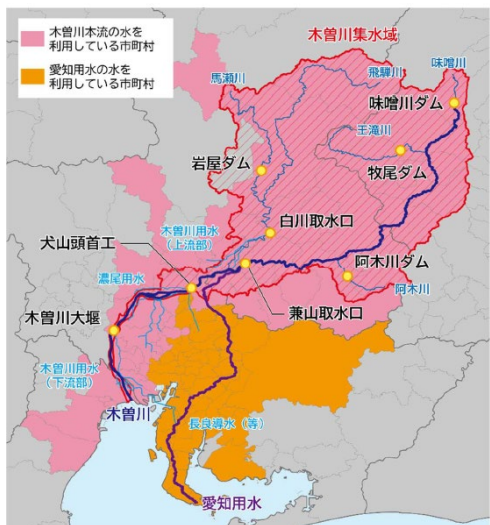 木曽川本流の水を
利用している市町村
愛知用水の水を
利用している市町村
木曽川集水域
馬瀬川
飛騨川
味噌川
味噌川ダム
王滝川
牧尾ダム
岩屋ダム
木曽川用水
(上流部)
白川取水口
犬山頭首工
濃尾用水
阿木川ダム
阿木川
兼山取水口
木曽川大堰
木曽川用水
(下流部)
木曽川
長良導水(等)
愛知用水